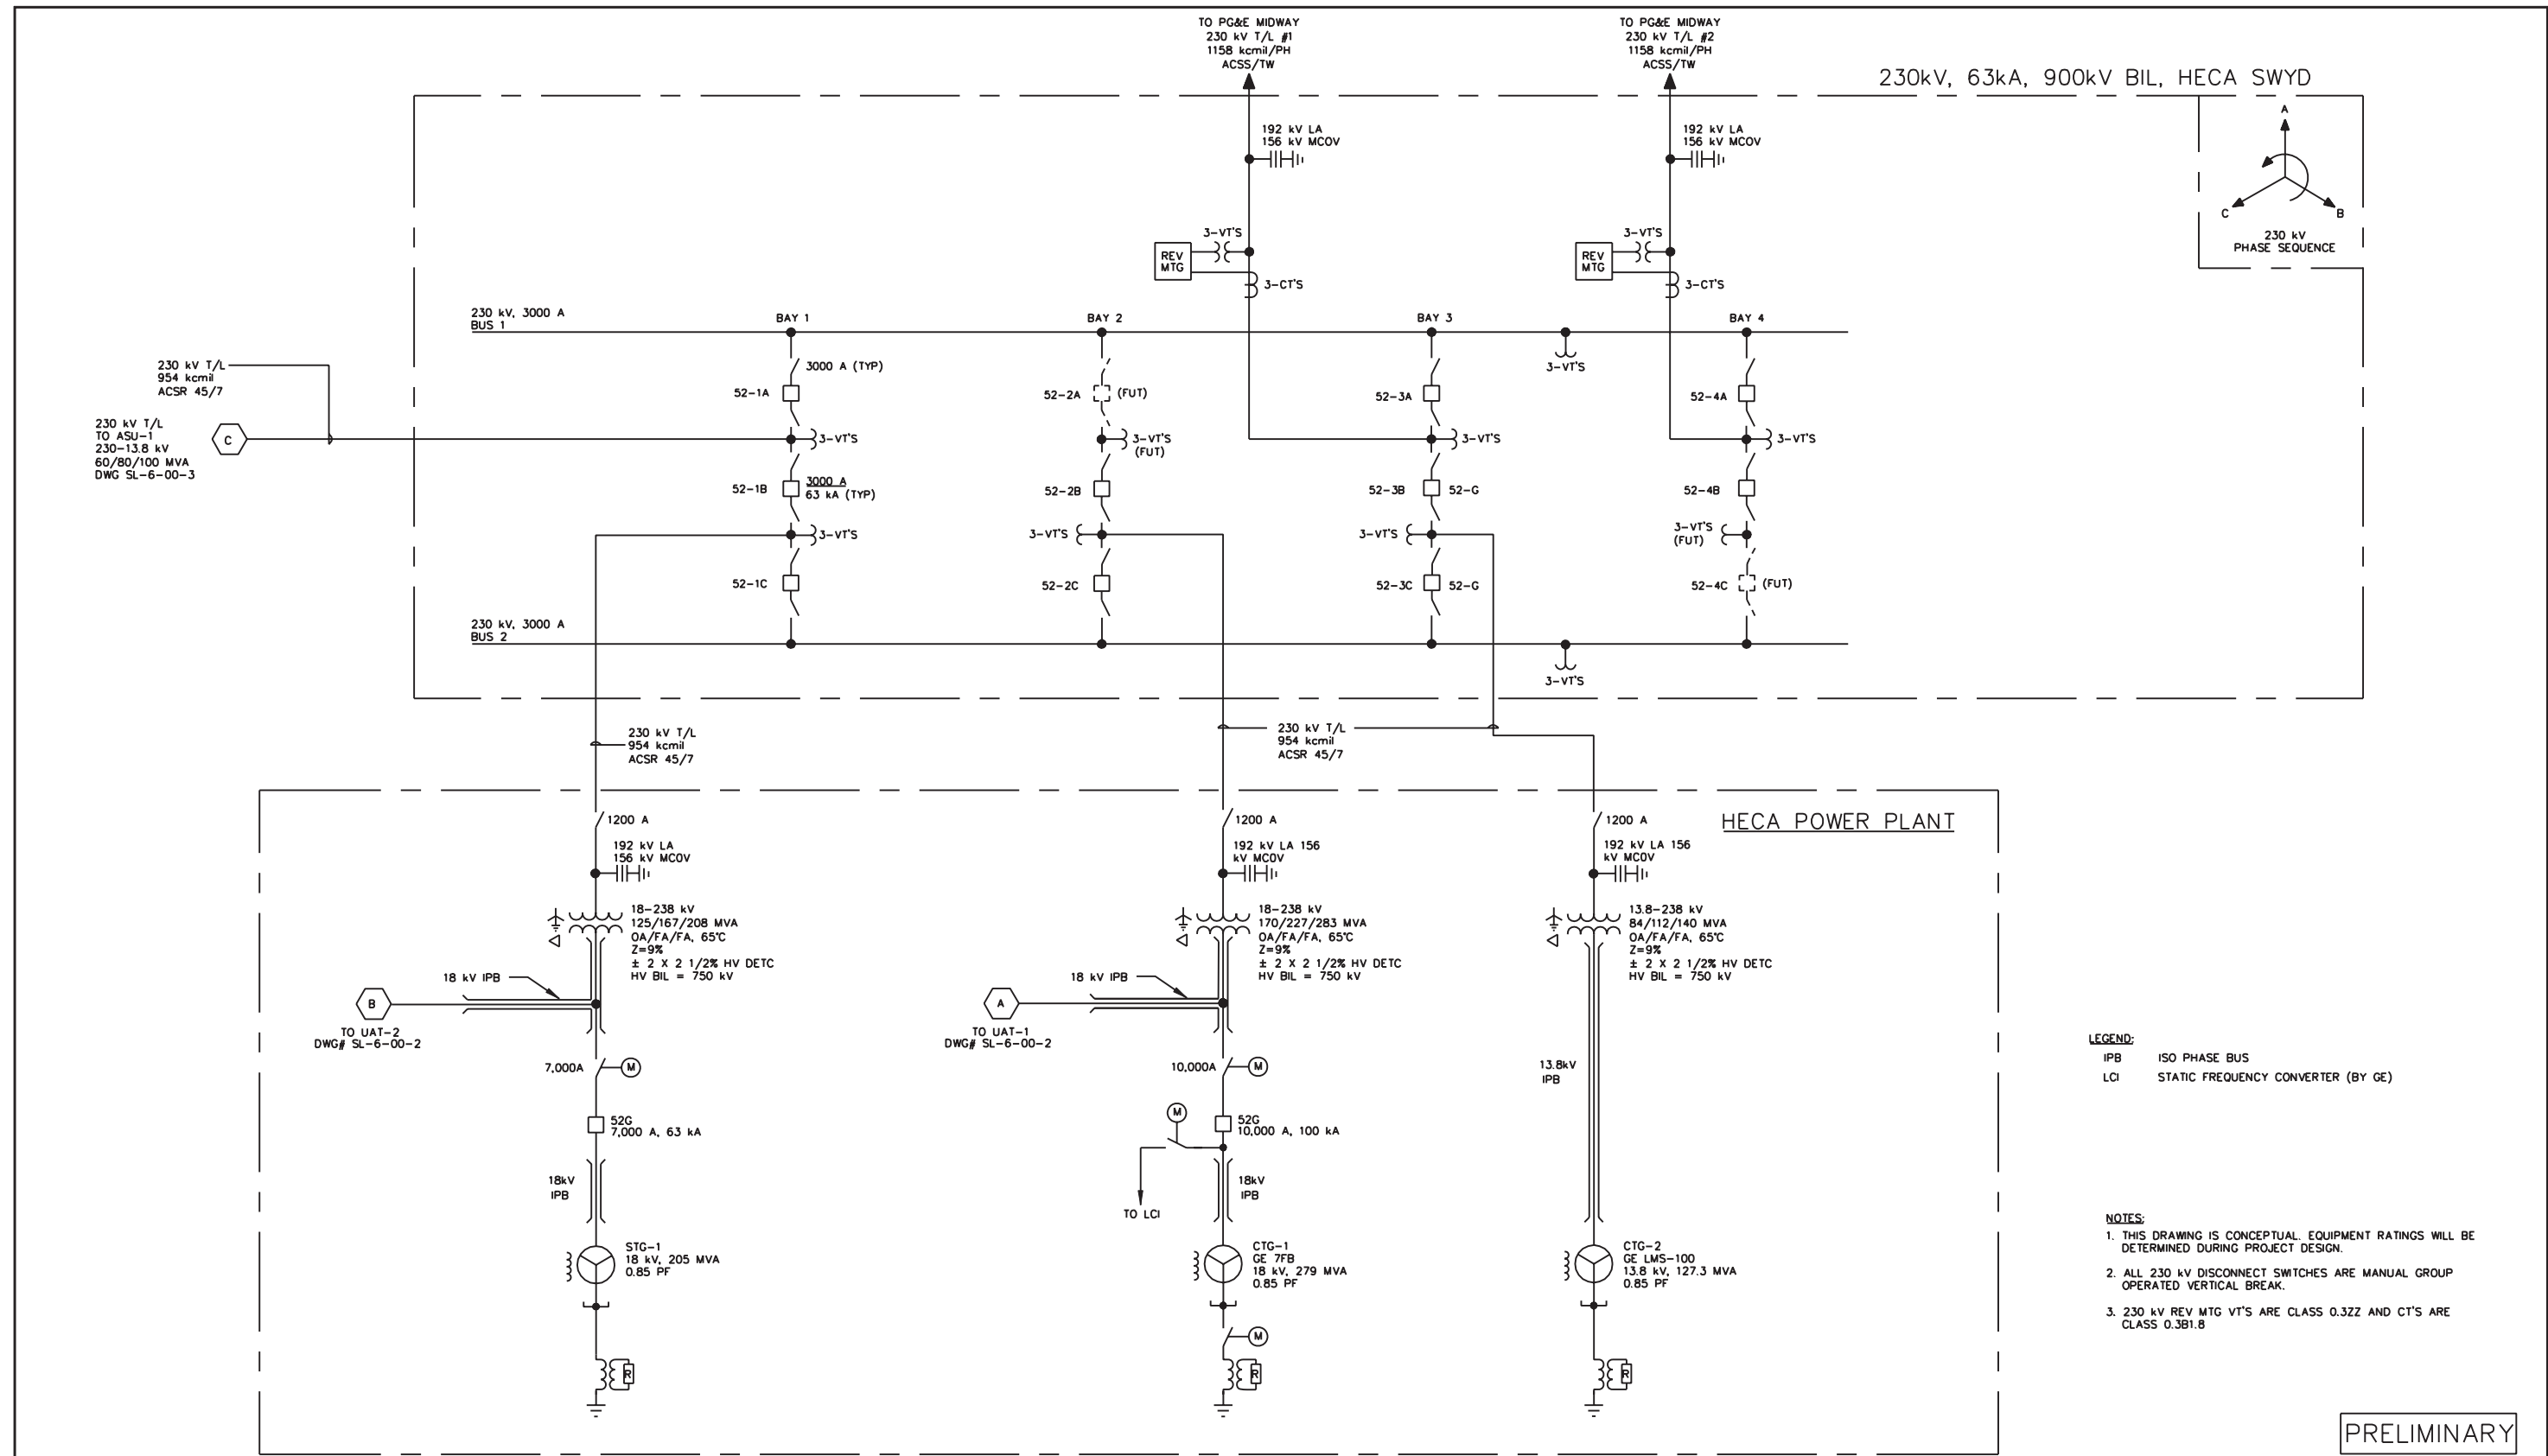 TO PG&E MIDWAY
230 kV T/L #1
1158 kcmil/PH
ACSS/TW
TO PG&E MIDWAY
230 kV T/L #2
1158 kcmil/PH
ACSS/TW
230kV, 63kA, 900kV BIL, HECA SWYD
A
C
B
230 kV
PHASE SEQUENCE
192 kV LA
156 kV MCOV
192 kV LA
156 kV MCOV
3-VT'S
REV
MTG
3-CT'S
3-VT'S
REV
MTG
3-CT'S
230 kV, 3000 A
BUS 1
BAY 1
BAY 2
BAY 3
BAY 4
3-VT'S
230 kV T/L
954 kcmil
ACSR 45/7
230 kV T/L
TO ASU-1
230-13.8 kV
60/80/100 MVA
DWG SL-6-00-3
C
3000 A (TYP)
52-1A
3-VT'S
52-1B
3000 A
63 kA (TYP)
3-VT'S
52-1C
52-2A
(FUT)
3-VT'S
(FUT)
52-2B
3-VT'S
52-2C
52-3A
3-VT'S
52-3B
52-G
3-VT'S
52-3C
52-G
52-4A
3-VT'S
52-4B
3-VT'S
(FUT)
52-4C
(FUT)
230 kV, 3000 A
BUS 2
3-VT'S
230 kV T/L
954 kcmil
ACSR 45/7
230 kV T/L
954 kcmil
ACSR 45/7
HECA POWER PLANT
1200 A
192 kV LA
156 kV MCOV
18-238 kV
125/167/208 MVA
OA/FA/FA, 65°C
Z=9%
± 2 X 2 1/2% HV DETC
HV BIL = 750 kV
18 kV IPB
B
TO UAT-2
DWG# SL-6-00-2
7,000A
M
52G
7,000 A, 63 kA
18kV
IPB
STG-1
18 kV, 205 MVA
0.85 PF
R
1200 A
192 kV LA 156
kV MCOV
18-238 kV
170/227/283 MVA
OA/FA/FA, 65°C
Z=9%
± 2 X 2 1/2% HV DETC
HV BIL = 750 kV
18 kV IPB
A
TO UAT-1
DWG# SL-6-00-2
10,000A
M
M
52G
10,000 A, 100 kA
TO LCI
18kV
IPB
CTG-1
GE 7FB
18 kV, 279 MVA
0.85 PF
M
R
1200 A
192 kV LA 156
kV MCOV
13.8-238 kV
84/112/140 MVA
OA/FA/FA, 65°C
Z=9%
± 2 X 2 1/2% HV DETC
HV BIL = 750 kV
13.8kV
IPB
CTG-2
GE LMS-100
13.8 kV, 127.3 MVA
0.85 PF
R
LEGEND:
IPB ISO PHASE BUS
LCI STATIC FREQUENCY CONVERTER (BY GE)
NOTES:
1. THIS DRAWING IS CONCEPTUAL. EQUIPMENT RATINGS WILL BE
DETERMINED DURING PROJECT DESIGN.
2. ALL 230 kV DISCONNECT SWITCHES ARE MANUAL GROUP
OPERATED VERTICAL BREAK.
3. 230 kV REV MTG VT'S ARE CLASS 0.3ZZ AND CT'S ARE
CLASS 0.3B1.8
PRELIMINARY